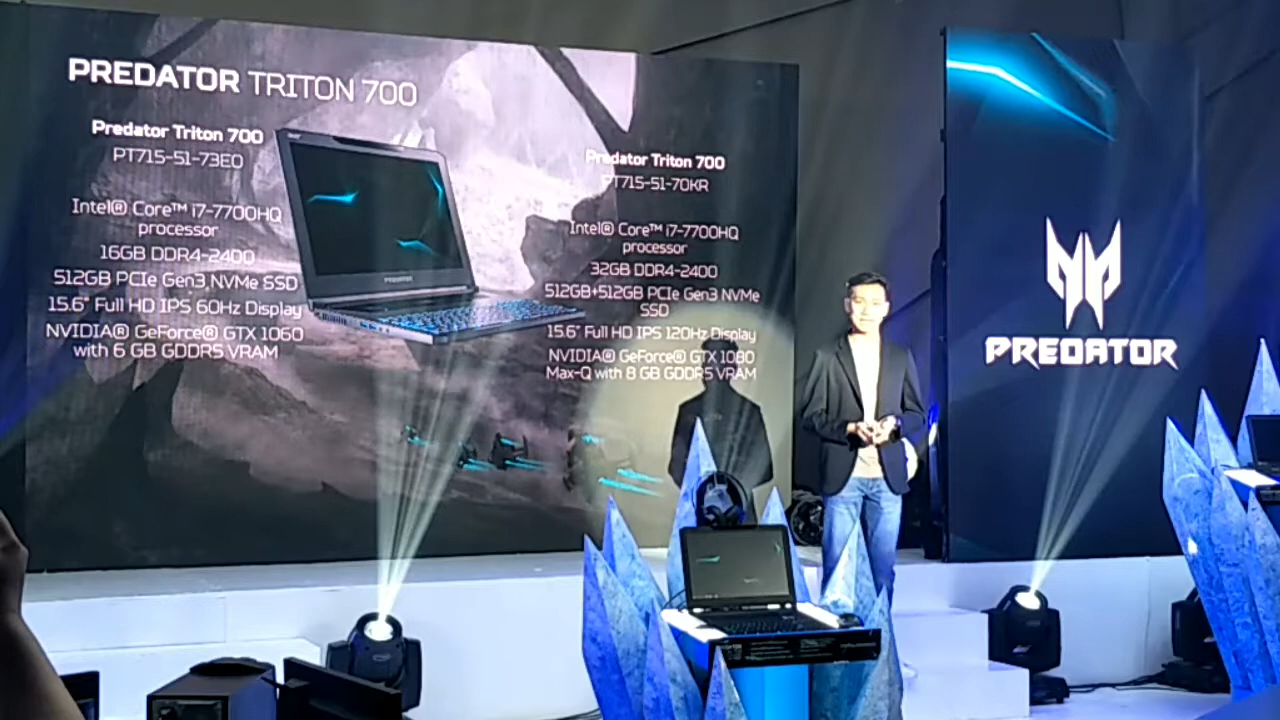 PREDATOR TRITON 700
Predator Triton 700
PT715-51-73E0
Intel® Core™ i7-7700HQ
processor
16GB DDR4-2400
512GB PCIe Gen3 NVMe SSD
15.6" Full HD IPS 60Hz Display
NVIDIA® GeForce® GTX 1060
with 6 GB GDDR5 VRAM
Predator Triton 700
PT715-51-70KR
Intel® Core™ i7-7700HQ
processor
32GB DDR4-2400
512GB+512GB PCIe Gen3 NVMe
SSD
15.6" Full HD IPS 120Hz Display
NVIDIA® GeForce® GTX 1080
Max-Q with 8 GB GDDR5 VRAM
PREDATOR
PREDATOR